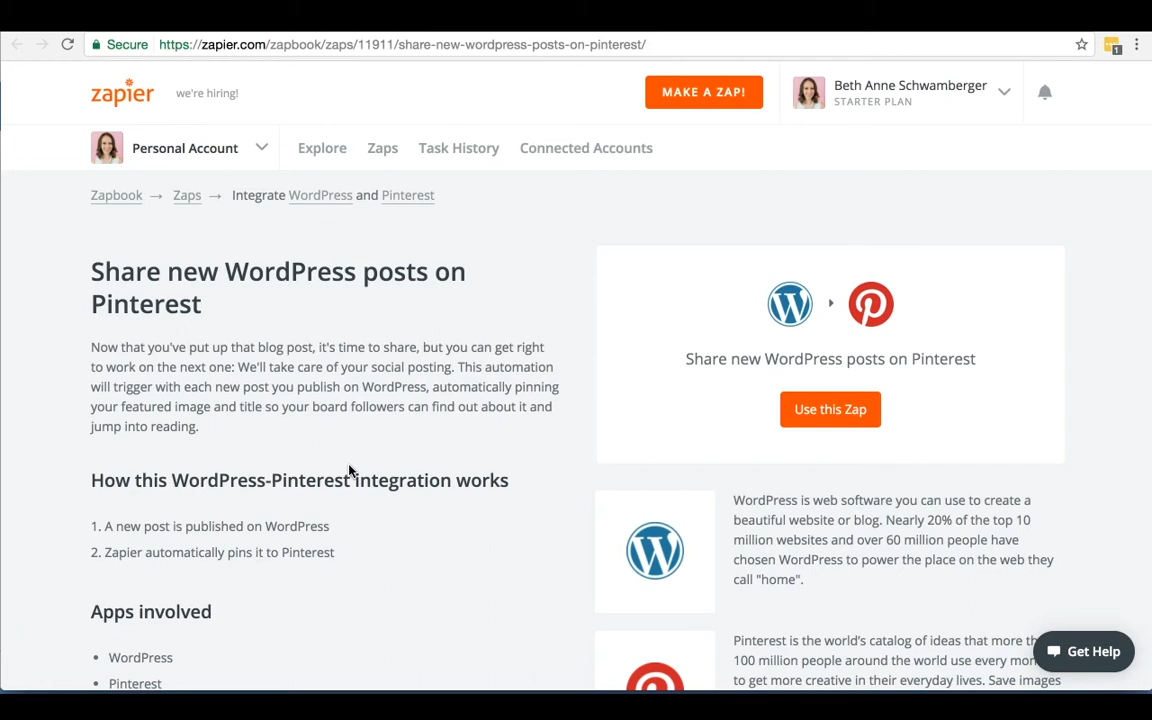 Secure https://zapier.com/zapbook/zaps/11911/share-new-wordpress-posts-on-pinterest/
1
zapier we're hiring!
MAKE A ZAP!
Beth Anne Schwamberger
STARTER PLAN
Personal Account Explore Zaps Task History Connected Accounts
Zapbook → Zaps → Integrate WordPress and Pinterest
Share new WordPress posts on
Pinterest
Now that you've put up that blog post, it's time to share, but you can get right
to work on the next one: We'll take care of your social posting. This automation
will trigger with each new post you publish on WordPress, automatically pinning
your featured image and title so your board followers can find out about it and
jump into reading.
How this WordPress-Pinterest integration works
1. A new post is published on WordPress
2. Zapier automatically pins it to Pinterest
Apps involved
• WordPress
• Pinterest
Share new WordPress posts on Pinterest
Use this Zap
WordPress is web software you can use to create a
beautiful website or blog. Nearly 20% of the top 10
million websites and over 60 million people have
chosen WordPress to power the place on the web they
call "home".
Pinterest is the world's catalog of ideas that more
100 million people around the world use every
to get more creative in their everyday lives. Save images
Get Help